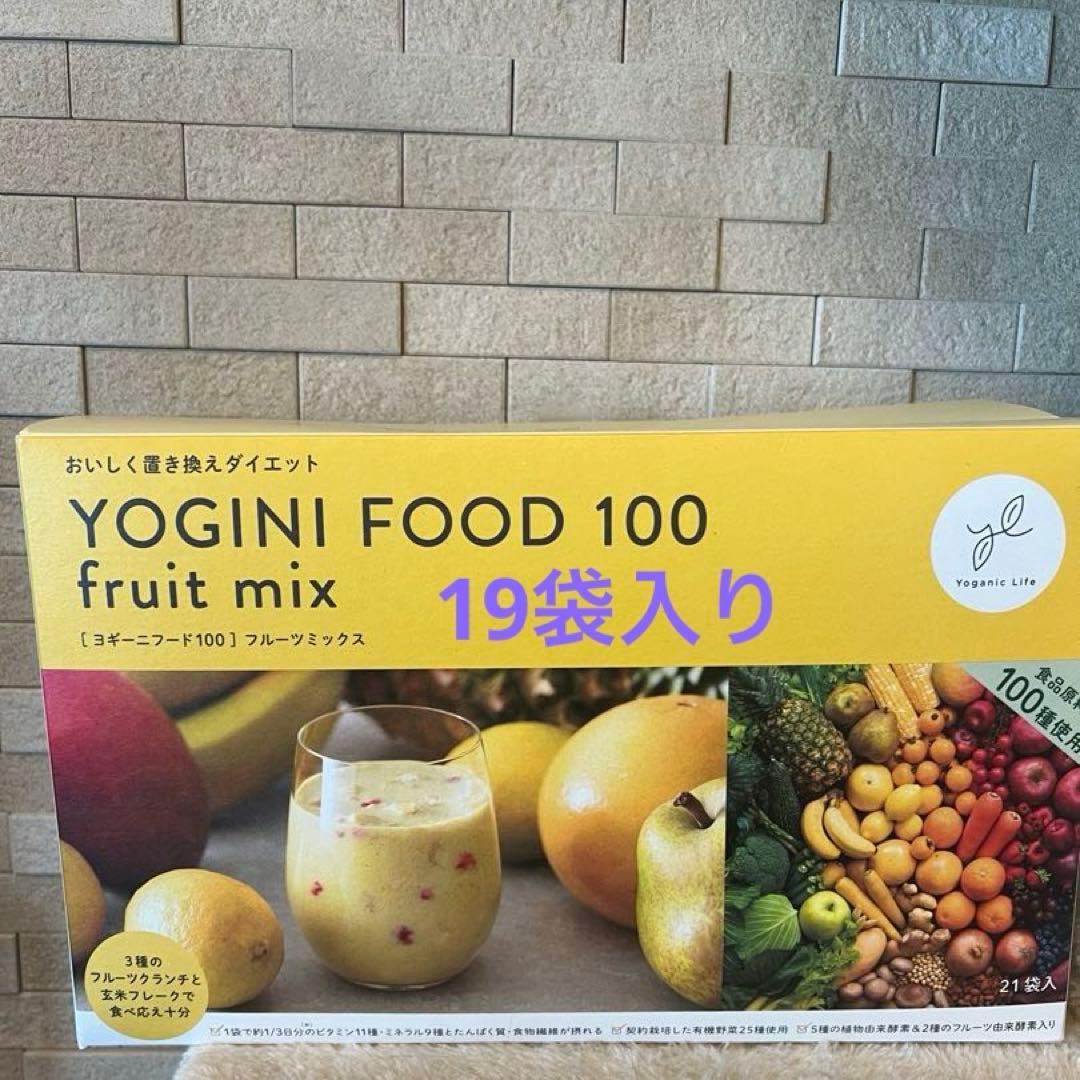 おいしく置き換えダイエット
YOGINI FOOD 100
fruit mix
19袋入り
[ヨギーニフード100] フルーツミックス
yl
Yoganic Life
食品原
100種使用
3種の
フルーツクランチと
玄米フレークで
食べ応え十分
21袋入
1袋で約1/3日分のビタミン11種・ミネラル9種とたんぱく質・食物繊維が摂れる
契約栽培した有機野菜25種使用
5種の植物由来酵素&2種のフルーツ由来酵素入り